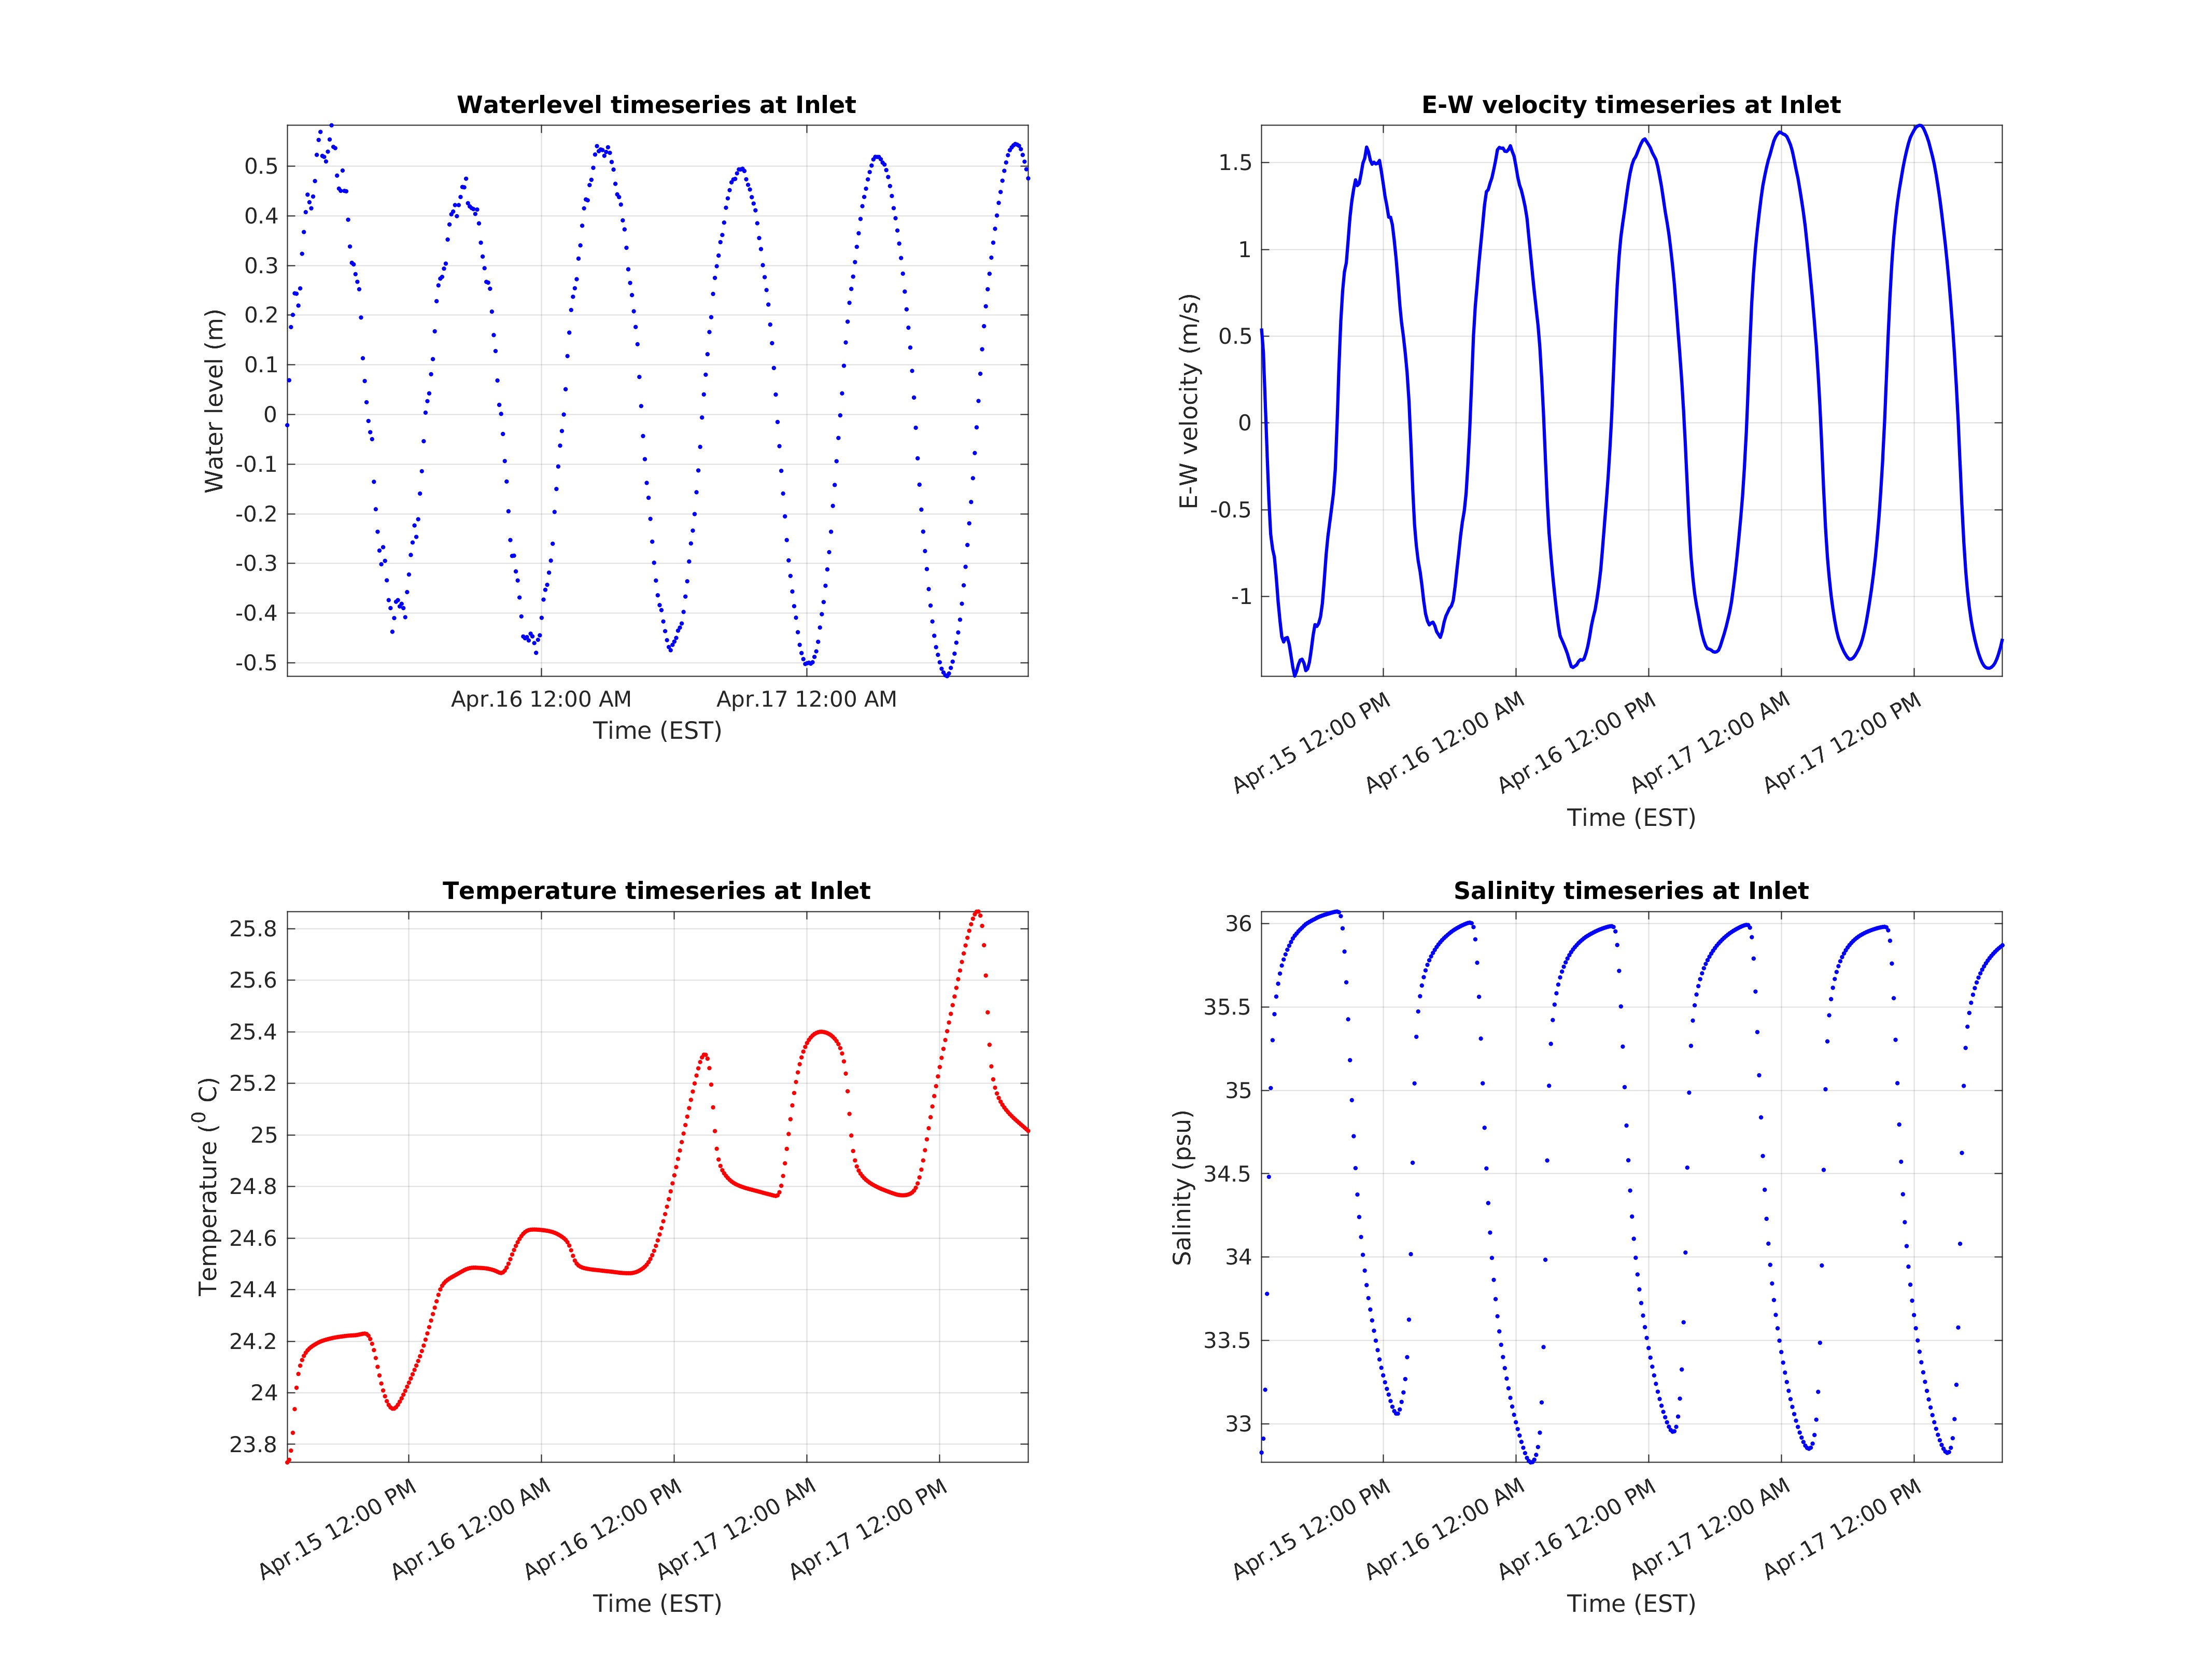 Waterlevel timeseries at Inlet
0.5
0.4
0.3
0.2
0.1
0
-0.1
-0.2
-0.3
-0.4
-0.5
Water level (m)
Apr.16 12:00 AM
Apr.17 12:00 AM
Time (EST)
E-W velocity timeseries at Inlet
1.5
1
0.5
0
-0.5
-1
E-W velocity (m/s)
Apr.15 12:00 PM
Apr.16 12:00 AM
Apr.16 12:00 PM
Apr.17 12:00 AM
Apr.17 12:00 PM
Time (EST)
Temperature timeseries at Inlet
25.8
25.6
25.4
25.2
25
24.8
24.6
24.4
24.2
24
23.8
Temperature (⁰ C)
Apr.15 12:00 PM
Apr.16 12:00 AM
Apr.16 12:00 PM
Apr.17 12:00 AM
Apr.17 12:00 PM
Time (EST)
Salinity timeseries at Inlet
36
35.5
35
34.5
34
33.5
33
Salinity (psu)
Apr.15 12:00 PM
Apr.16 12:00 AM
Apr.16 12:00 PM
Apr.17 12:00 AM
Apr.17 12:00 PM
Time (EST)